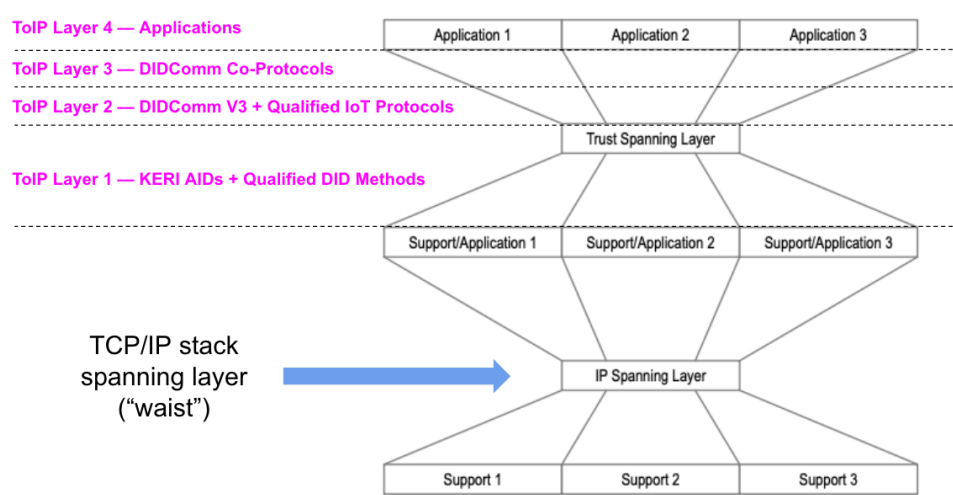 ToIP Layer 4 — Applications
Application 1 Application 2 Application 3
ToIP Layer 3 — DIDComm Co-Protocols
ToIP Layer 2 — DIDComm V3 + Qualified IoT Protocols
Trust Spanning Layer
ToIP Layer 1 — KERI AIDs + Qualified DID Methods
Support/Application 1 Support/Application 2 Support/Application 3
TCP/IP stack
spanning layer
(“waist”)
IP Spanning Layer
Support 1 Support 2 Support 3